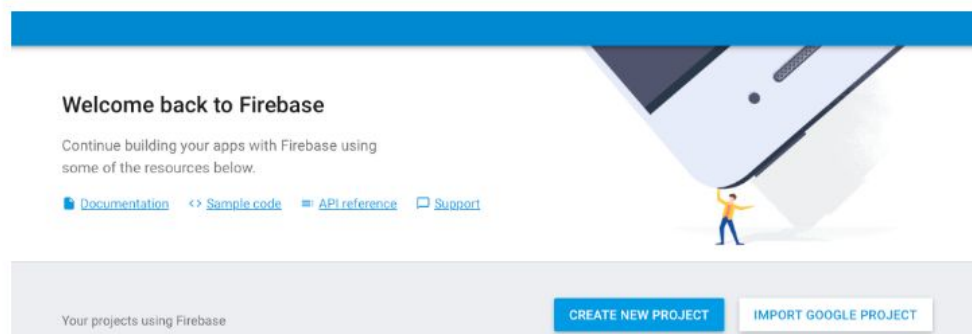 Welcome back to Firebase
Continue building your apps with Firebase using
some of the resources below.
Documentation <> Sample code API reference Support
Your projects using Firebase CREATE NEW PROJECT IMPORT GOOGLE PROJECT